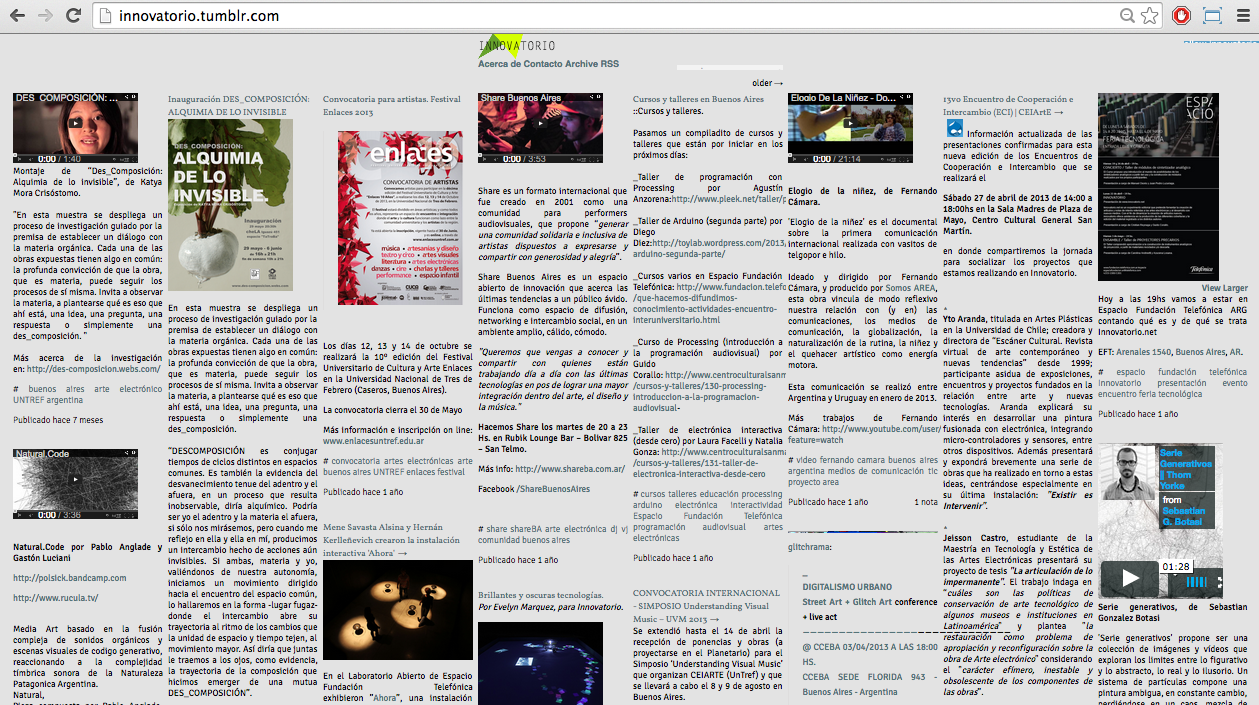 innovatorio.tumblr.com
INNOVATORIO
Acerca de Contacto Archive RSS
older →
DES_COMPOSICIÓN: ...
0:00 / 1:40
Montaje de "Des_Composición:
Alquimia de lo Invisible", de Katya
Mora Crisóstomo.
"En esta muestra se despliega un
proceso de investigación guiado por la
premisa de establecer un diálogo con
la materia orgánica. Cada una de las
obras expuestas tienen algo en común:
la profunda convicción de que la obra,
que es materia, puede seguir los
procesos de sí misma. Invita a observar
la materia, a plantearse qué es eso que
ahí está, una idea, una pregunta, una
respuesta o simplemente una
des_composición. "
Más acerca de la investigación
en: http://des-composicion.webs.com/
# buenos aires arte electrónico
UNTREF argentina
Publicado hace 7 meses
Natural.Code
0:00 / 3:36
Natural.Code por Pablo Anglade y
Gastón Luciani
http://polsick.bandcamp.com
http://www.rucula.tv/
Media Art basado en la fusión
compleja de sonidos orgánicos y
escenas visuales de codigo generativo,
reaccionando a la complejidad
tímbrica sonora de la Naturaleza
Patagonica Argentina.
Natural,
Inauguración DES_COMPOSICIÓN:
ALQUIMIA DE LO INVISIBLE
DES_COMPOSICIÓN:
ALQUIMIA
DE LO
INVISIBLE.
Inauguración
29 mayo - 6 junio
En esta muestra se despliega un
proceso de investigación guiado por la
premisa de establecer un diálogo con
la materia orgánica. Cada una de las
obras expuestas tienen algo en común:
la profunda convicción de que la obra,
que es materia, puede seguir los
procesos de sí misma. Invita a observar
la materia, a plantearse qué es eso que
ahí está, una idea, una pregunta, una
respuesta o simplemente una
des_composición.
"DESCOMPOSICIÓN es conjugar
tiempos de ciclos distintos en espacios
comunes. Es también la evidencia del
desvanecimiento tenue del adentro y el
afuera, en un proceso que resulta
inobservable, diría alquímico. Podría
ser yo el adentro y la materia el afuera,
si sólo nos mirásemos, pero cuando me
reflejo en ella y ella en mí, producimos
un intercambio hecho de acciones aún
invisibles. Si ambas, materia y yo,
valiéndonos de nuestra autonomía,
iniciamos un movimiento dirigido
hacia el encuentro del espacio común,
lo hallaremos en la forma -lugar fugaz-
donde el intercambio abre su
trayectoria al ritmo de los cambios que
la unidad de espacio y tiempo tejen, al
movimiento mayor. Así diría que juntos
le traemos a los ojos, como evidencia,
la trayectoria de la composición que
hicimos emerger de una mutua
DES_COMPOSICIÓN".
Convocatoria para artistas. Festival
Enlaces 2013
enlaces
CONVOCATORIA DE ARTISTAS
música • artesanías y diseño
teatro y circo • artes visuales
literatura • artes electrónicas
danzas • cine • charlas y talleres
performance • espacio infantil
Los días 12, 13 y 14 de octubre se
realizará la 10º edición del Festival
Universitario de Cultura y Arte Enlaces
en la Universidad Nacional de Tres de
Febrero (Caseros, Buenos Aires).
La convocatoria cierra el 30 de Mayo
Más Información e inscripción on line:
www.enlacesuntref.edu.ar
# convocatoria artes electrónicas arte
buenos aires UNTREF enlaces festival
Publicado hace 1 año
Mene Savasta Alsina y Hernán
Kerlleñevich crearon la instalación
interactiva 'Ahora' →
En el Laboratorio Abierto de Espacio
Fundación Telefónica
exhibieron "Ahora", una instalación
Share Buenos Aires
0:00 / 3:53
Share es un formato internacional que
fue creado en 2001 como una
comunidad para performers
audiovisuales, que propone "generar
una comunidad solidaria e inclusiva de
artistas dispuestos a expresarse y
compartir con generosidad y alegría".
Share Buenos Aires es un espacio
abierto de innovación que acerca las
últimas tendencias a un público ávido.
Funciona como espacio de difusión,
networking e intercambio social, en un
ambiente amplio, cálido, cómodo.
"Queremos que vengan a conocer y
compartir con quienes están
trabajando día a día con las últimas
tecnologías en pos de lograr una mayor
integración dentro del arte, el diseño y
la música."
Hacemos Share los martes de 20 a 23
Hs. en Rubik Lounge Bar – Bolívar 825
– San Telmo.
Más info: http://www.shareba.com.ar/
Facebook /ShareBuenosAires
# share shareBA arte electrónica dj vj
comunidad buenos aires
Publicado hace 1 año
Brillantes y oscuras tecnologías.
Por Evelyn Marquez, para Innovatorio.
Cursos y talleres en Buenos Aires
::Cursos y talleres.
Pasamos un compiladito de cursos y
talleres que están por iniciar en los
próximos días:
_Taller de programación con
Processing por Agustín
Anzorena:http://www.pleek.net/taller/p
_Taller de Arduino (segunda parte) por
Diego
Diez:http://toylab.wordpress.com/2013,
arduino-segunda-parte/
_Cursos varios en Espacio Fundación
Telefónica: http://www.fundacion.telefo
/que-hacemos-difundimos-
conocimiento-actividades-encuentro-
interuniversitario.html
_Curso de Processing (Introducción a
la programación audiovisual) por
Guido
Corallo: http://www.centroculturalsanm
/cursos-y-talleres/130-processing-
introduccion-a-la-programacion-
audiovisual-
_Taller de electrónica interactiva
(desde cero) por Laura Facelli y Natalia
Gonza: http://www.centroculturalsanma
/cursos-y-talleres/131-taller-de-
electronica-interactiva-desde-cero
# cursos talleres educación processing
arduino electrónica interactividad
Espacio Fundación Telefónica
programación audiovisual artes
electrónicas
Publicado hace 1 año
CONVOCATORIA INTERNACIONAL
- SIMPOSIO Understanding Visual
Music – UVM 2013 →
Se extendió hasta el 14 de abril la
recepción de ponencias y obras (a
proyectarse en el Planetario) para el
Simposio 'Understanding Visual Music'
que organizan CEIARTE (UnTref) y que
se llevará a cabo el 8 y 9 de agosto en
Buenos Aires.
Elogio De La Niñez - Do...
0:00 / 21:14
Elogio de la niñez, de Fernando
Cámara.
'Elogio de la niñez' es el documental
sobre la primera comunicación
internacional realizada con vasitos de
telgopor e hilo.
Ideado y dirigido por Fernando
Cámara, y producido por Somos AREA,
esta obra vincula de modo reflexivo
nuestra relación con (y en) las
comunicaciones, los medios de
comunicación, la globalización, la
naturalización de la rutina, la niñez y
el quehacer artístico como energía
motora.
Esta comunicación se realizó entre
Argentina y Uruguay en enero de 2013.
Más trabajos de Fernando
Cámara: http://www.youtube.com/user/
feature=watch
# video fernando camara buenos aires
argentina medios de comunicación tic
proyecto area
Publicado hace 1 año 1 nota
glitchrama:
_
DIGITALISMO URBANO
Street Art + Glitch Art conference
+ live act
@ CCEBA 03/04/2013 A LAS 18:00
HS.
CCEBA SEDE FLORIDA 943 -
Buenos Aires - Argentina
13vo Encuentro de Cooperación e
Intercambio (ECI) | CEIArtE →
Información actualizada de las
presentaciones confirmadas para esta
nueva edición de los Encuentros de
Cooperación e Intercambio que se
realizará el
Sábado 27 de abril de 2013 de 14:00 a
18:00hs en la Sala Madres de Plaza de
Mayo, Centro Cultural General San
Martín.
en donde compartiremos la jornada
para socializar los proyectos que
estamos realizando en Innovatorio.
*
Yto Aranda, titulada en Artes Plásticas
en la Universidad de Chile; creadora y
directora de "Escáner Cultural. Revista
virtual de arte contemporáneo y
nuevas tendencias" desde 1999;
participante asidua de exposiciones,
encuentros y proyectos fundados en la
relación entre arte y nuevas
tecnologías. Aranda explicará su
interés en desarrollar una pintura
fusionada con electrónica, integrando
micro-controladores y sensores, entre
otros dispositivos. Además presentará
y expondrá brevemente una serie de
obras que ha realizado en torno a estas
ideas, centrándose especialmente en
su última Instalación: "Existir es
Intervenir".
*
Jeisson Castro, estudiante de la
Maestría en Tecnología y Estética de
las Artes Electrónicas presentará su
proyecto de tesis "La articulación de lo
impermanente". El trabajo indaga en
"cuáles son las políticas de
conservación de arte tecnológico de
algunos museos e instituciones en
Latinoamérica" y plantea "la
restauración como problema de
apropiación y reconfiguración sobre la
obra de Arte electrónico" considerando
el "carácter efímero, inestable y
obsolescente de los componentes de
las obras".
ESPACIO
Telefónica
View Larger
Hoy a las 19hs vamos a estar en
Espacio Fundación Telefónica ARG
contando qué es y de qué se trata
Innovatorio.net
EFT: Arenales 1540, Buenos Aires, AR.
# espacio fundación telefónica
innovatorio presentación evento
encuentro feria tecnológica
Publicado hace 1 año
Serie
Generativos
|| Thom
Yorke
from
Sebastian
G. Botasi
01:28
Serie generativos, de Sebastian
Gonzalez Botasi
'Serie generativos' propone ser una
colección de imágenes y vídeos que
exploran los límites entre lo figurativo
y lo abstracto, lo real y lo ilusorio. Un
sistema de partículas compone una
pintura ambigua, en constante cambio,
perdiéndose en un caos, mezcla de